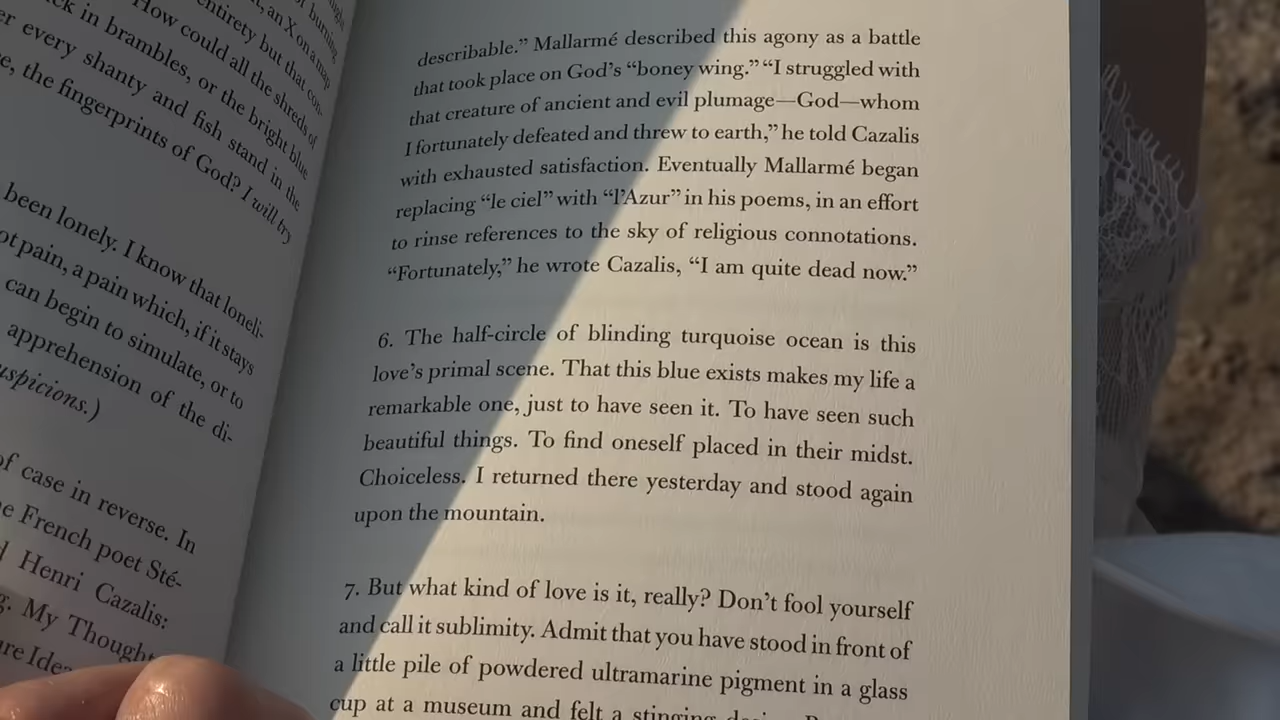 , an X on a map
entirety but that con-
How could all the shreds of
ck in brambles, or the bright blue
er every shanty and fish stand in the
e, the fingerprints of God? I will try
been lonely. I know that loneli-
ot pain, a pain which, if it stays
can begin to simulate, or to
apprehension of the di-
uspicions.)
of case in reverse. In
e French poet Sté-
d Henri Cazalis:
g. My Thought
describable.” Mallarmé described this agony as a battle
that took place on God’s “boney wing.” “I struggled with
that creature of ancient and evil plumage—God—whom
I fortunately defeated and threw to earth,” he told Cazalis
with exhausted satisfaction. Eventually Mallarmé began
replacing “le ciel” with “l’Azur” in his poems, in an effort
to rinse references to the sky of religious connotations.
“Fortunately,” he wrote Cazalis, “I am quite dead now.”
6. The half-circle of blinding turquoise ocean is this
love’s primal scene. That this blue exists makes my life a
remarkable one, just to have seen it. To have seen such
beautiful things. To find oneself placed in their midst.
Choiceless. I returned there yesterday and stood again
upon the mountain.
7. But what kind of love is it, really? Don’t fool yourself
and call it sublimity. Admit that you have stood in front of
a little pile of powdered ultramarine pigment in a glass
cup at a museum and felt a stinging